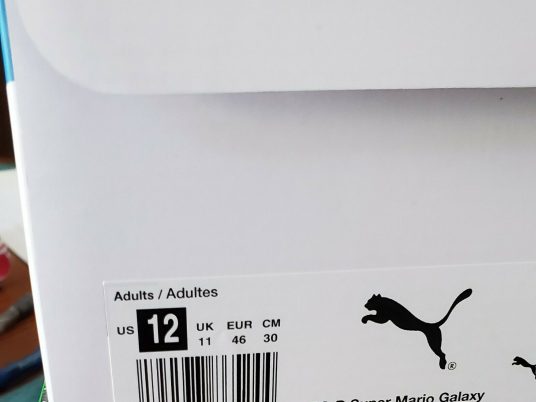 Adults / Adultes
US 12 UK EUR CM
11 46 30
®
Super Mario Galaxy